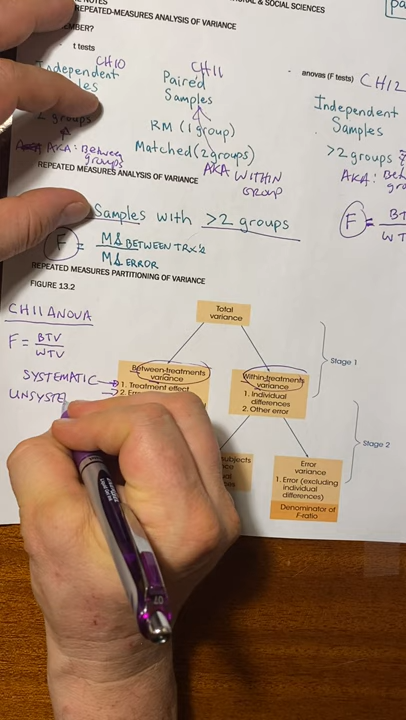 & SOCIAL SCIENCES
REPEATED-MEASURES ANALYSIS OF VARIANCE
t tests
CH10
Independent
2 groups
AKA: Between
groups
CH11
Paired
Samples
RM (1 group)
Matched (2 groups)
AKA WITHIN
GROUP
anovas (F tests) CH12
Independent
Samples
>2 groups
AKA:
F =
REPEATED MEASURES ANALYSIS OF VARIANCE
Samples with >2 groups
F = MS BETWEEN TRX's
MS ERROR
REPEATED MEASURES PARTITIONING OF VARIANCE
FIGURE 13.2
CH11 ANOVA
F = BTV
WTV
SYSTEMATIC
UNSYSTE
Total
variance
Stage 1
Between-treatments
variance
1. Treatment effect
Within-treatments
variance
1. Individual
differences
2. Other error
Stage 2
Error
variance
1. Error (excluding
individual
differences)
Denominator of
F-ratio